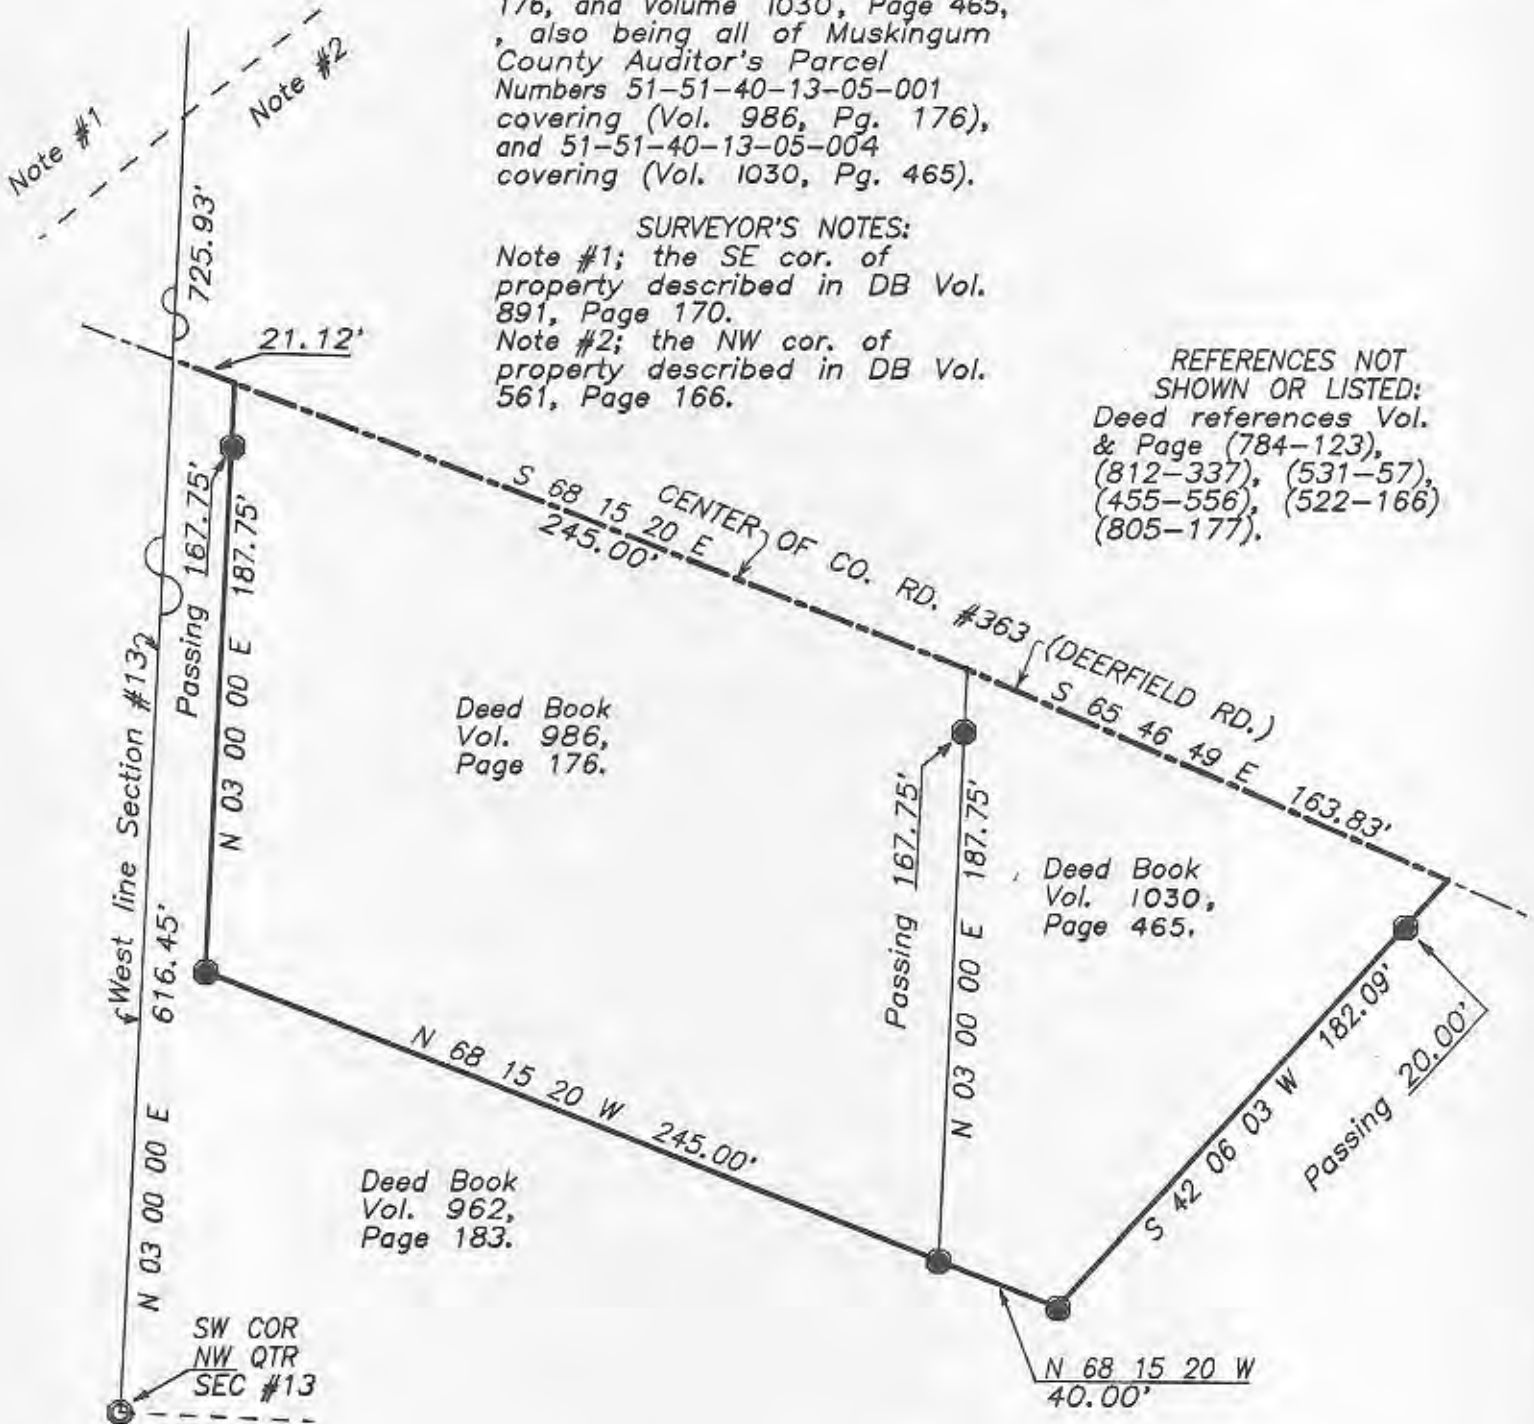 176, and Volume 1030, Page 465,
, also being all of Muskingum
County Auditor's Parcel
Numbers 51-51-40-13-05-001
covering (Vol. 986, Pg. 176),
and 51-51-40-13-05-004
covering (Vol. 1030, Pg. 465).
SURVEYOR'S NOTES:
Note #1; the SE cor. of
property described in DB Vol.
891, Page 170.
Note #2; the NW cor. of
property described in DB Vol.
561, Page 166.
Note #1
Note #2
725.93'
21.12'
REFERENCES NOT
SHOWN OR LISTED:
Deed references Vol.
& Page (784-123),
(812-337), (531-57),
(455-556), (522-166)
(805-177).
S 68 15 20 E
245.00'
CENTER OF CO. RD. #363 (DEERFIELD RD.)
S 65 46 49 E 163.83'
Passing 167.75'
N 03 00 00 E 187.75'
West line Section #13
N 03 00 00 E 616.45'
Deed Book
Vol. 986,
Page 176.
Passing 167.75'
N 03 00 00 E 187.75'
Deed Book
Vol. 1030,
Page 465.
S 42 06 03 W 182.09'
Passing 20.00'
N 68 15 20 W 245.00'
Deed Book
Vol. 962,
Page 183.
N 68 15 20 W
40.00'
SW COR
NW QTR
SEC #13